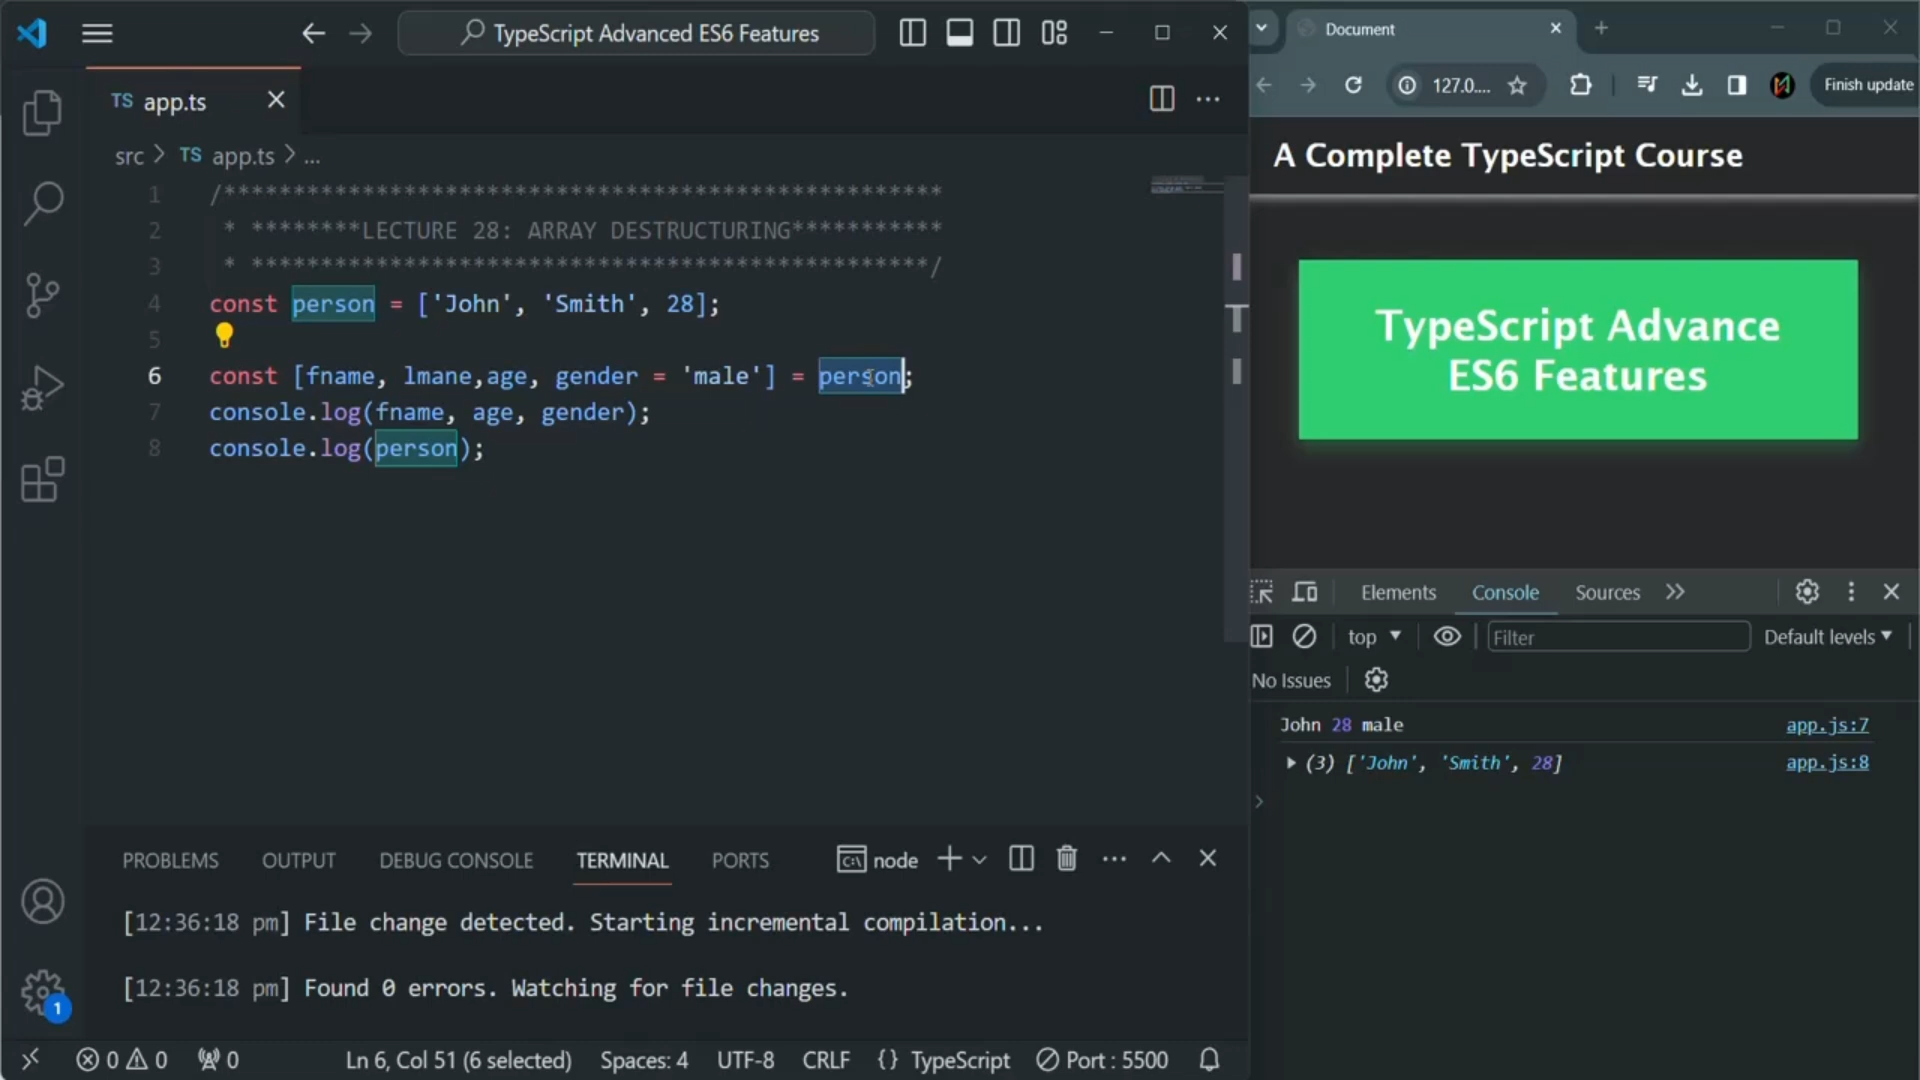 TypeScript Advanced ES6 Features
TS app.ts
src > TS app.ts > ...
1 /****************************************************
2 * ********LECTURE 28: ARRAY DESTRUCTURING***********
3 * *************************************************/
4 const person = ['John', 'Smith', 28];
5
6 const [fname, lmane,age, gender = 'male'] = person;
7 console.log(fname, age, gender);
8 console.log(person);
PROBLEMS OUTPUT DEBUG CONSOLE TERMINAL PORTS node
[12:36:18 pm] File change detected. Starting incremental compilation...
[12:36:18 pm] Found 0 errors. Watching for file changes.
1
0 0 0 Ln 6, Col 51 (6 selected) Spaces: 4 UTF-8 CRLF {} TypeScript Port : 5500
Document
127.0.... Finish update
A Complete TypeScript Course
TypeScript Advance
ES6 Features
Elements Console Sources
top Filter Default levels
No Issues
John 28 male app.js:7
(3) ['John', 'Smith', 28] app.js:8